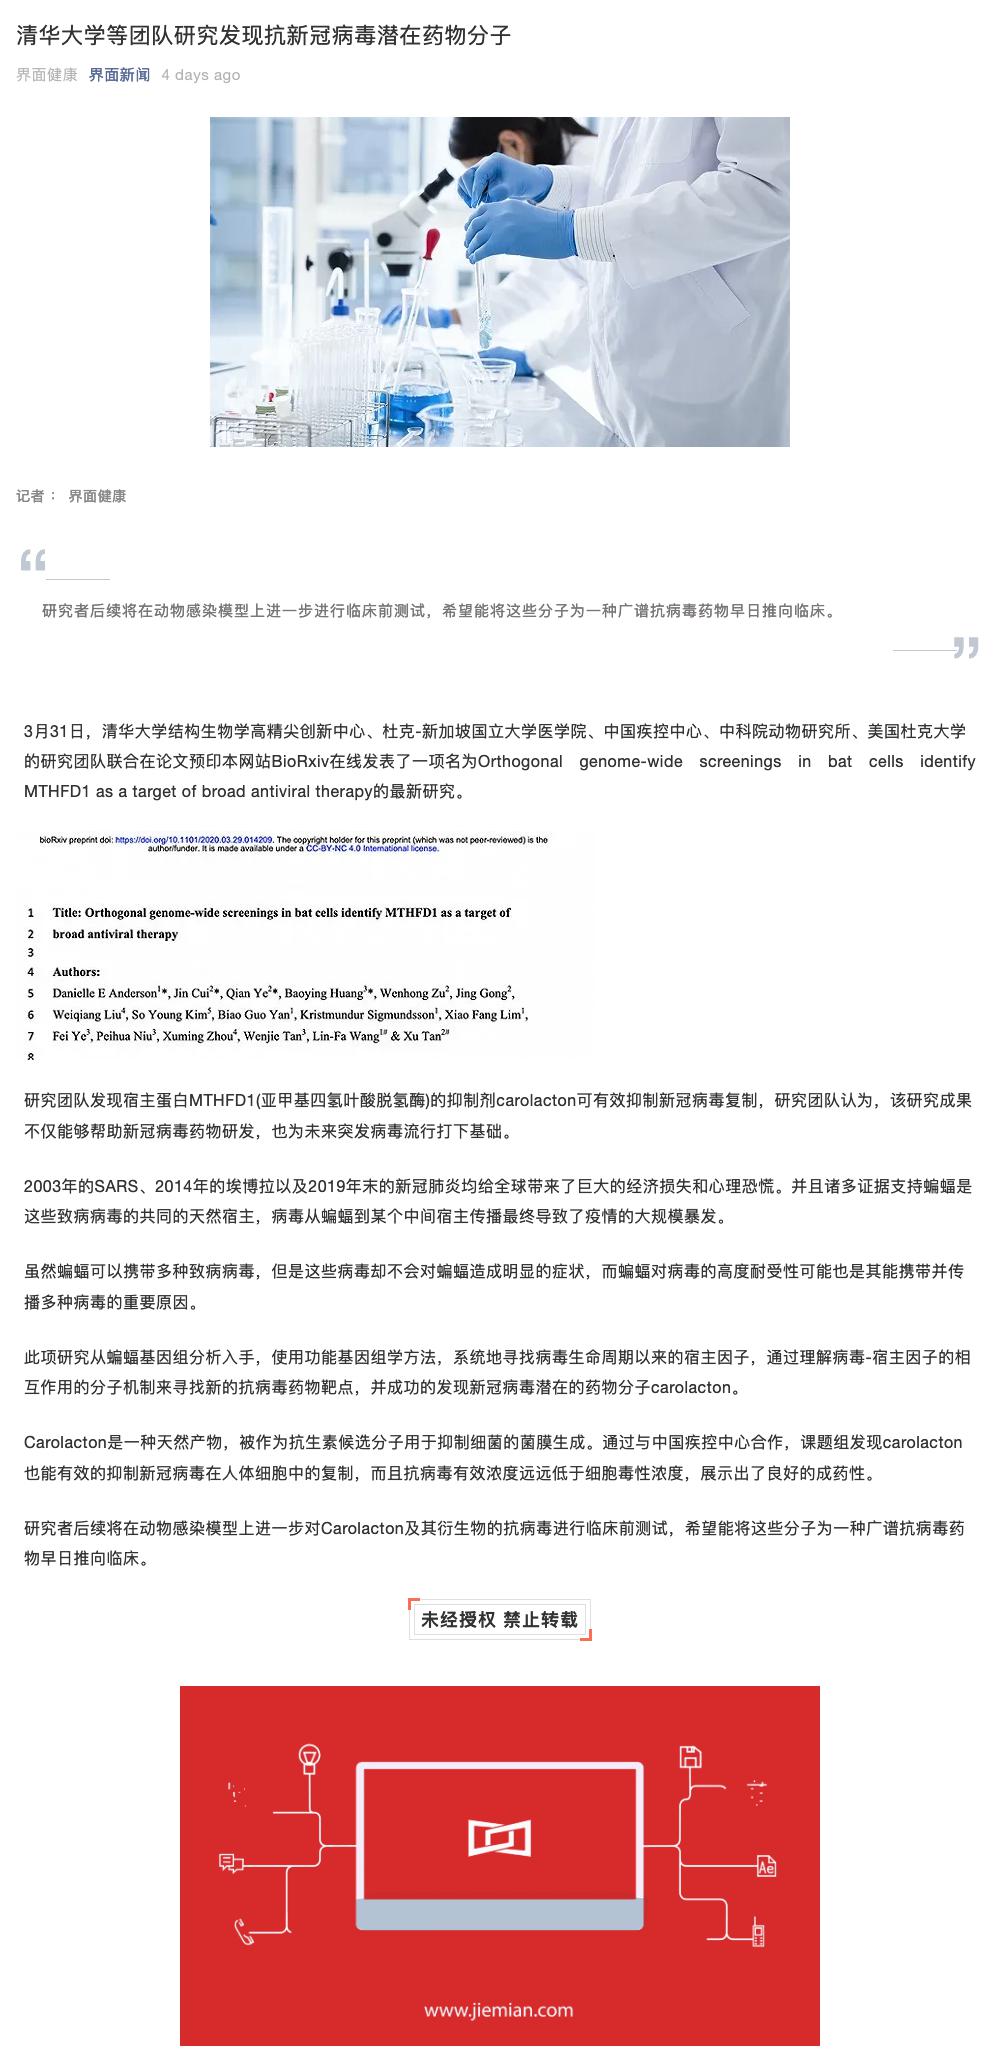 清华大学等团队研究发现抗新冠病毒潜在药物分子
界面健康 界面新闻 4 days ago
记者： 界面健康
“
研究者后续将在动物感染模型上进一步进行临床前测试，希望能将这些分子为一种广谱抗病毒药物早日推向临床。
”
3月31日，清华大学结构生物学高精尖创新中心、杜克-新加坡国立大学医学院、中国疾控中心、中科院动物研究所、美国杜克大学
的研究团队联合在论文预印本网站BioRxiv在线发表了一项名为Orthogonal genome-wide screenings in bat cells identify
MTHFD1 as a target of broad antiviral therapy的最新研究。
bioRxiv preprint doi: https://doi.org/10.1101/2020.03.29.014209. The copyright holder for this preprint (which was not peer-reviewed) is the
author/funder. It is made available under a CC-BY-NC 4.0 International license.
1 Title: Orthogonal genome-wide screenings in bat cells identify MTHFD1 as a target of
2 broad antiviral therapy
3
4 Authors:
5 Danielle E Anderson1*, Jin Cui2*, Qian Ye2*, Baoying Huang3*, Wenhong Zu2, Jing Gong2,
6 Weiqiang Liu4, So Young Kim5, Biao Guo Yan1, Kristmundur Sigmundsson1, Xiao Fang Lim1,
7 Fei Ye3, Peihua Niu3, Xuming Zhou4, Wenjie Tan3, Lin-Fa Wang1# & Xu Tan2#
8
研究团队发现宿主蛋白MTHFD1(亚甲基四氢叶酸脱氢酶)的抑制剂carolacton可有效抑制新冠病毒复制，研究团队认为，该研究成果
不仅能够帮助新冠病毒药物研发，也为未来突发病毒流行打下基础。
2003年的SARS、2014年的埃博拉以及2019年末的新冠肺炎均给全球带来了巨大的经济损失和心理恐慌。并且诸多证据支持蝙蝠是
这些致病病毒的共同的天然宿主，病毒从蝙蝠到某个中间宿主传播最终导致了疫情的大规模暴发。
虽然蝙蝠可以携带多种致病病毒，但是这些病毒却不会对蝙蝠造成明显的症状，而蝙蝠对病毒的高度耐受性可能也是其能携带并传
播多种病毒的重要原因。
此项研究从蝙蝠基因组分析入手，使用功能基因组学方法，系统地寻找病毒生命周期以来的宿主因子，通过理解病毒-宿主因子的相
互作用的分子机制来寻找新的抗病毒药物靶点，并成功的发现新冠病毒潜在的药物分子carolacton。
Carolacton是一种天然产物，被作为抗生素候选分子用于抑制细菌的菌膜生成。通过与中国疾控中心合作，课题组发现carolacton
也能有效的抑制新冠病毒在人体细胞中的复制，而且抗病毒有效浓度远远低于细胞毒性浓度，展示出了良好的成药性。
研究者后续将在动物感染模型上进一步对Carolacton及其衍生物的抗病毒进行临床前测试，希望能将这些分子为一种广谱抗病毒药
物早日推向临床。
未经授权 禁止转载
Ae
www.jiemian.com